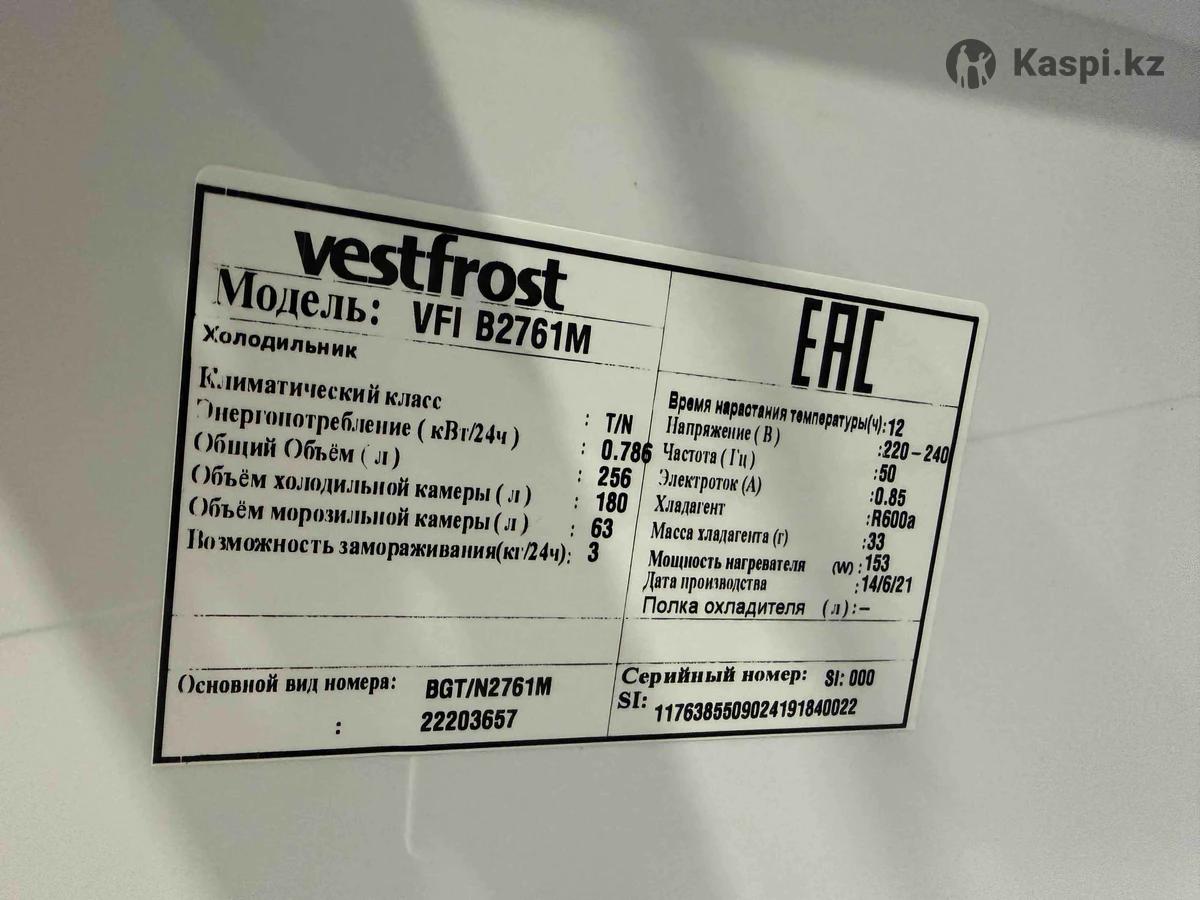 Kaspi.kz
vestfrost
Модель: VFI B2761M
Холодильник
Климатический класс : T/N
Энергопотребление (кВт/24ч) : 0.786
Общий Объём (л) : 256
Объём холодильной камеры (л) : 180
Объём морозильной камеры (л) : 63
Возможность замораживания(кг/24ч): 3
EAC
Время нарастания температуры(ч):12
Напряжение (В) :220-240
Частота (Гц) :50
Электроток (А) :0.85
Хладагент :R600a
Масса хладагента (г) :33
Мощность нагревателя (W) :153
Дата производства :14/6/21
Полка охладителя (л):–
Основной вид номера: BGT/N2761M
: 22203657
Серийный номер: SI: 000
SI: 1176385509024191840022